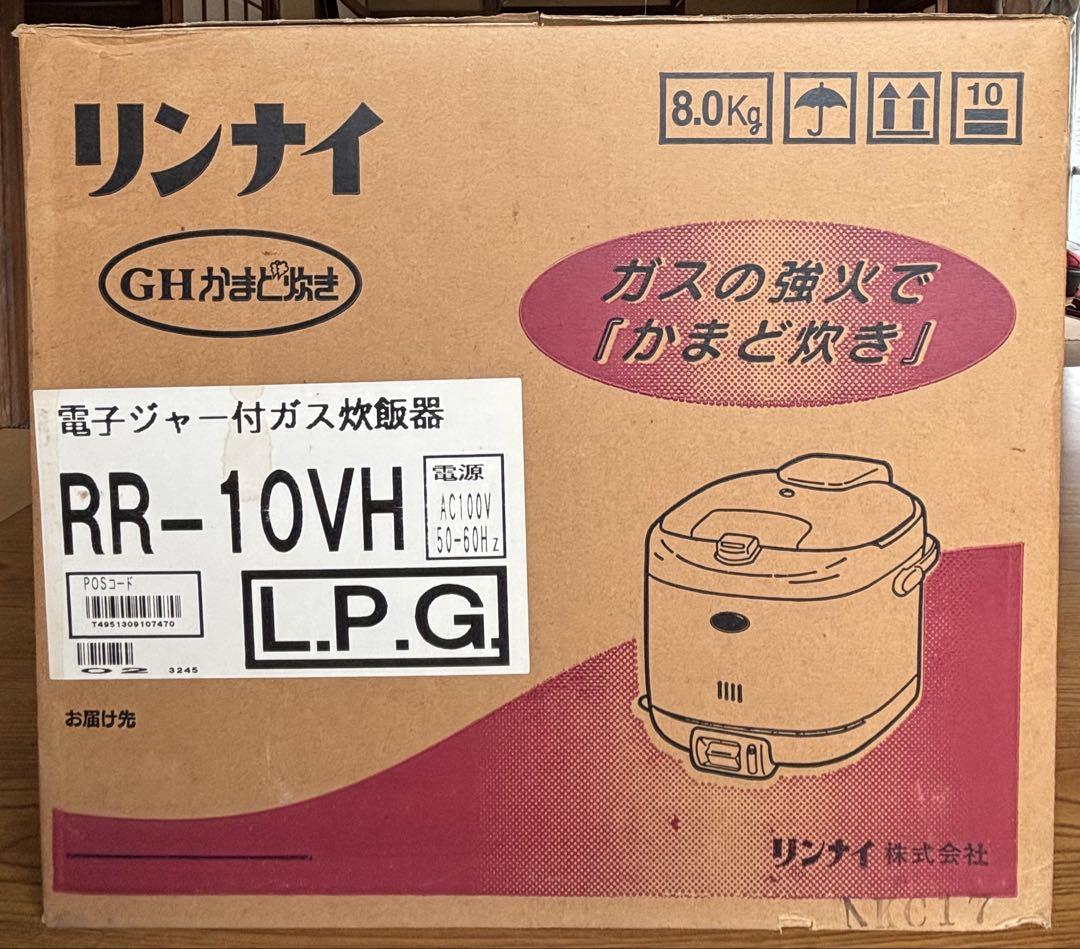 リンナイ
8.0Kg
10
GHかまど炊き
ガスの強火で
『かまど炊き』
電子ジャー付ガス炊飯器
RR-10VH
電源
AC100V
50-60Hz
POSコード
T4951309107470
L.P.G.
02 3245
お届け先
リンナイ株式会社
NKC17